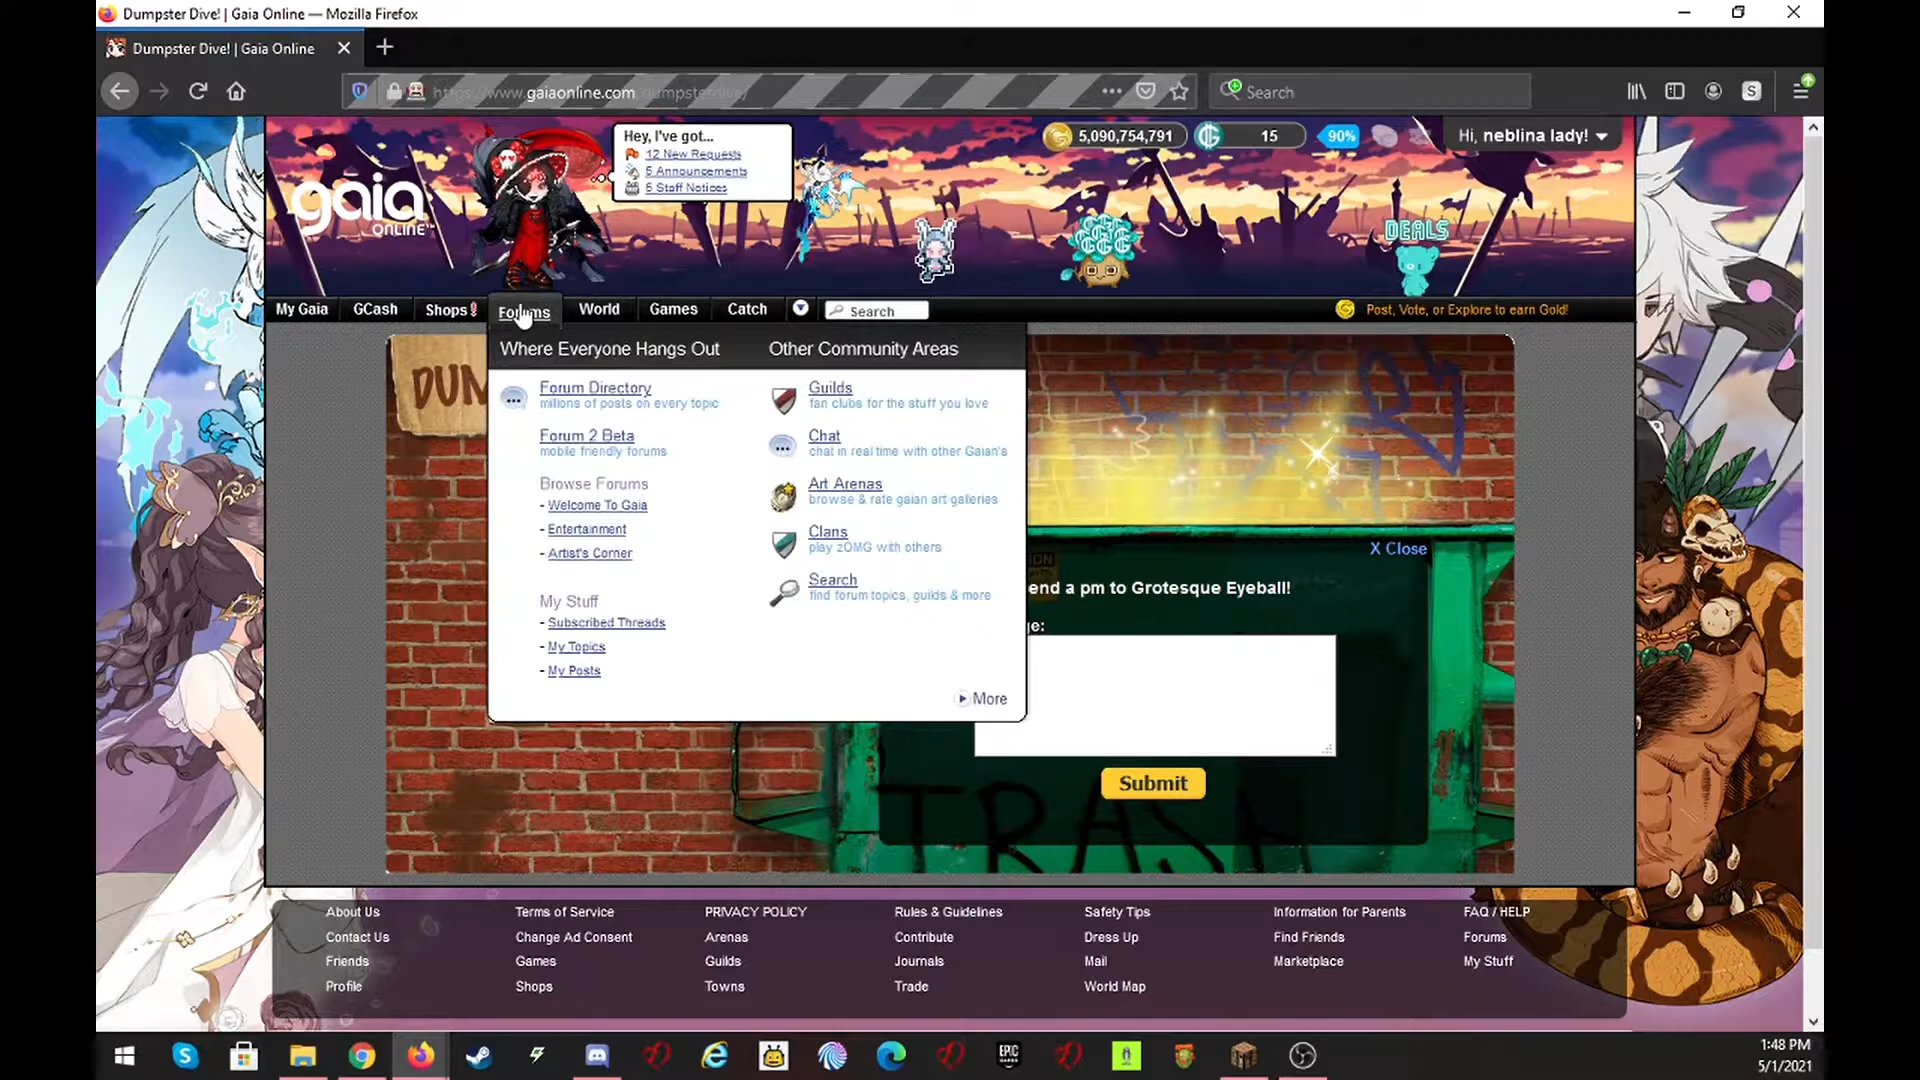 Dumpster Dive! | Gaia Online — Mozilla Firefox
Dumpster Dive! | Gaia Online
https://www.gaiaonline.com/dumpsterdive/
Search
Hey, I've got...
12 New Requests
5 Announcements
5 Staff Notices
5,090,754,791
15
90%
Hi, neblina lady!
gaia
ONLINE
DEALS
My Gaia
GCash
Shops!
Forums
World
Games
Catch
Search
Post, Vote, or Explore to earn Gold!
Where Everyone Hangs Out
Forum Directory
millions of posts on every topic
Forum 2 Beta
mobile friendly forums
Browse Forums
- Welcome To Gaia
- Entertainment
- Artist's Corner
My Stuff
- Subscribed Threads
- My Topics
- My Posts
Other Community Areas
Guilds
fan clubs for the stuff you love
Chat
chat in real time with other Gaian's
Art Arenas
browse & rate gaian art galleries
Clans
play zOMG with others
Search
find forum topics, guilds & more
More
DUM
X Close
end a pm to Grotesque Eyeball!
ge:
Submit
TRASH
About Us
Terms of Service
PRIVACY POLICY
Rules & Guidelines
Safety Tips
Information for Parents
FAQ / HELP
Contact Us
Change Ad Consent
Arenas
Contribute
Dress Up
Find Friends
Forums
Friends
Games
Guilds
Journals
Mail
Marketplace
My Stuff
Profile
Shops
Towns
Trade
World Map
EPIC
1:48 PM
5/1/2021